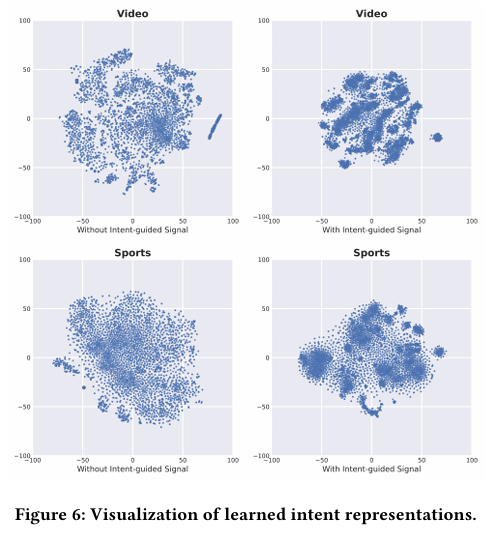 Video
100
50
0
−50
−100
−100 −50 0 50 100
Without Intent-guided Signal
Video
100
50
0
−50
−100
−100 −50 0 50 100
With Intent-guided Signal
Sports
100
50
0
−50
−100
−100 −50 0 50 100
Without Intent-guided Signal
Sports
100
50
0
−50
−100
−100 −50 0 50 100
With Intent-guided Signal
Figure 6: Visualization of learned intent representations.